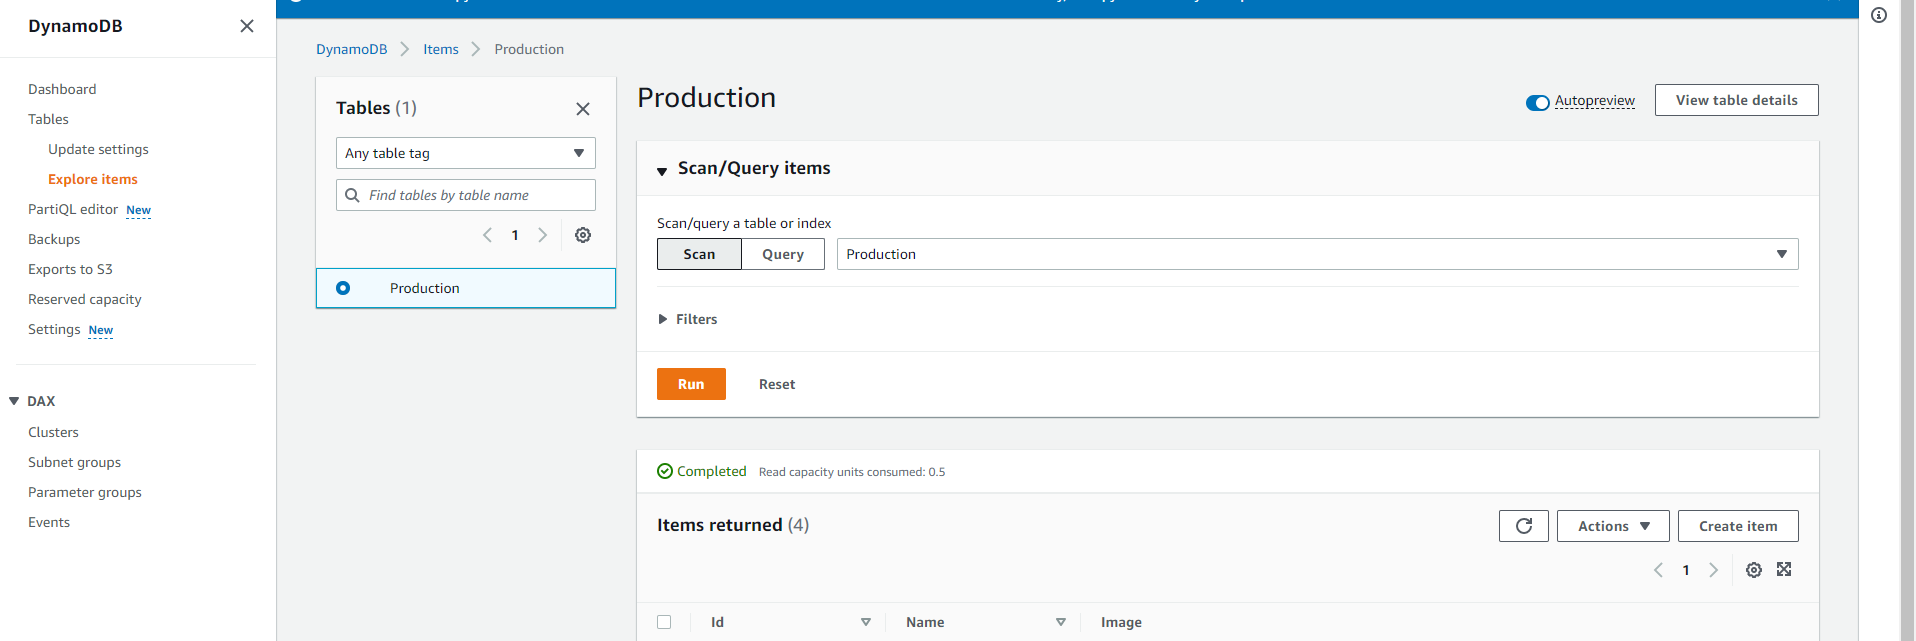 DynamoDB
Dashboard
Tables
Update settings
Explore items
PartiQL editor New
Backups
Exports to S3
Reserved capacity
Settings New
DAX
Clusters
Subnet groups
Parameter groups
Events
DynamoDB Items Production
Tables (1)
Any table tag
Find tables by table name
1
Production
Production
Autopreview
View table details
Scan/Query items
Scan/query a table or index
Scan Query Production
Filters
Run Reset
Completed Read capacity units consumed: 0.5
Items returned (4)
Actions Create item
1
Id Name Image